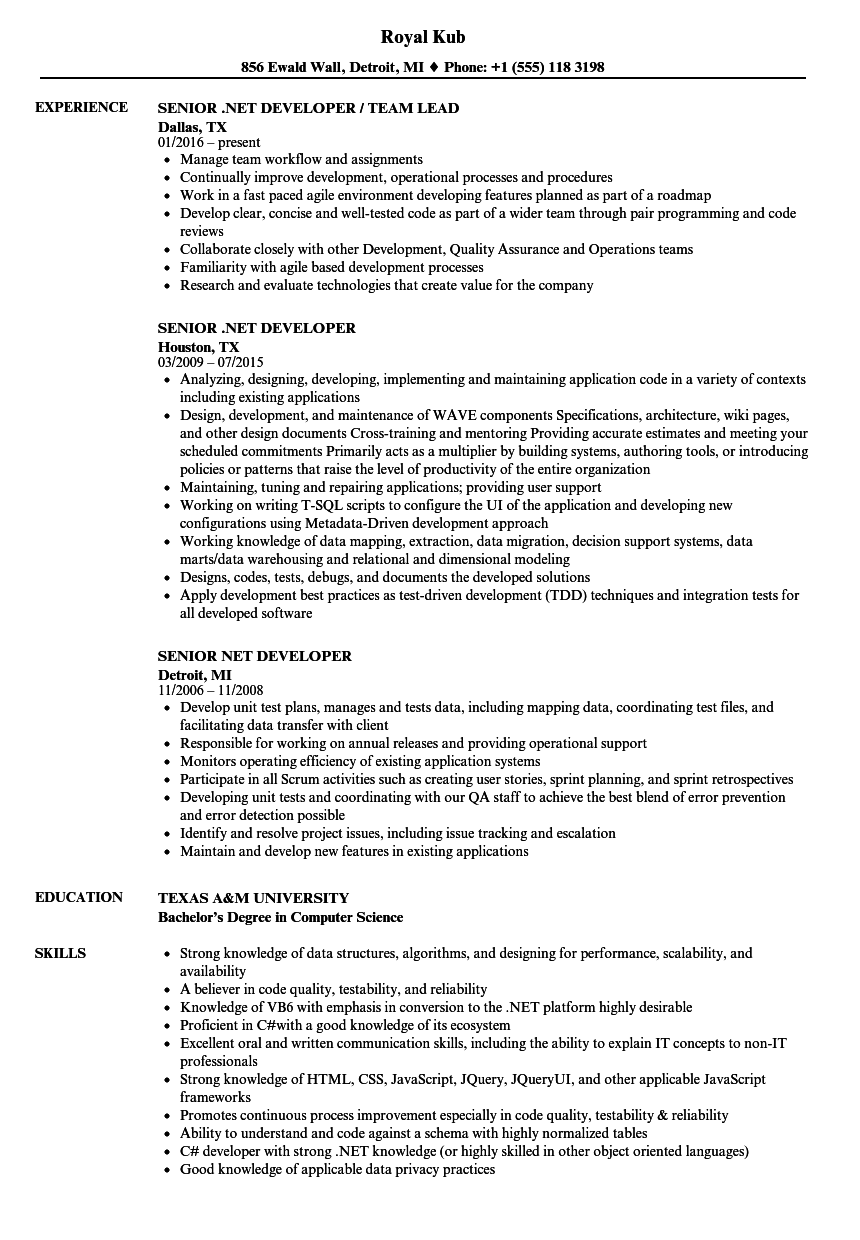 Royal Kub
856 Ewald Wall, Detroit, MI ♦ Phone: +1 (555) 118 3198
EXPERIENCE
SENIOR .NET DEVELOPER / TEAM LEAD
Dallas, TX
01/2016 – present
• Manage team workflow and assignments
• Continually improve development, operational processes and procedures
• Work in a fast paced agile environment developing features planned as part of a roadmap
• Develop clear, concise and well-tested code as part of a wider team through pair programming and code
reviews
• Collaborate closely with other Development, Quality Assurance and Operations teams
• Familiarity with agile based development processes
• Research and evaluate technologies that create value for the company
SENIOR .NET DEVELOPER
Houston, TX
03/2009 – 07/2015
• Analyzing, designing, developing, implementing and maintaining application code in a variety of contexts
including existing applications
• Design, development, and maintenance of WAVE components Specifications, architecture, wiki pages,
and other design documents Cross-training and mentoring Providing accurate estimates and meeting your
scheduled commitments Primarily acts as a multiplier by building systems, authoring tools, or introducing
policies or patterns that raise the level of productivity of the entire organization
• Maintaining, tuning and repairing applications; providing user support
• Working on writing T-SQL scripts to configure the UI of the application and developing new
configurations using Metadata-Driven development approach
• Working knowledge of data mapping, extraction, data migration, decision support systems, data
marts/data warehousing and relational and dimensional modeling
• Designs, codes, tests, debugs, and documents the developed solutions
• Apply development best practices as test-driven development (TDD) techniques and integration tests for
all developed software
SENIOR NET DEVELOPER
Detroit, MI
11/2006 – 11/2008
• Develop unit test plans, manages and tests data, including mapping data, coordinating test files, and
facilitating data transfer with client
• Responsible for working on annual releases and providing operational support
• Monitors operating efficiency of existing application systems
• Participate in all Scrum activities such as creating user stories, sprint planning, and sprint retrospectives
• Developing unit tests and coordinating with our QA staff to achieve the best blend of error prevention
and error detection possible
• Identify and resolve project issues, including issue tracking and escalation
• Maintain and develop new features in existing applications
EDUCATION
TEXAS A&M UNIVERSITY
Bachelor's Degree in Computer Science
SKILLS
• Strong knowledge of data structures, algorithms, and designing for performance, scalability, and
availability
• A believer in code quality, testability, and reliability
• Knowledge of VB6 with emphasis in conversion to the .NET platform highly desirable
• Proficient in C#with a good knowledge of its ecosystem
• Excellent oral and written communication skills, including the ability to explain IT concepts to non-IT
professionals
• Strong knowledge of HTML, CSS, JavaScript, JQuery, JQueryUI, and other applicable JavaScript
frameworks
• Promotes continuous process improvement especially in code quality, testability & reliability
• Ability to understand and code against a schema with highly normalized tables
• C# developer with strong .NET knowledge (or highly skilled in other object oriented languages)
• Good knowledge of applicable data privacy practices